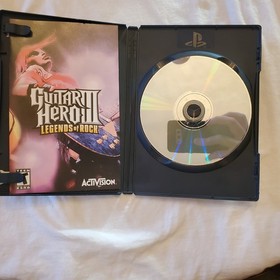 GUITAR
HERO III
LEGENDS of ROCK
ACTIVISION